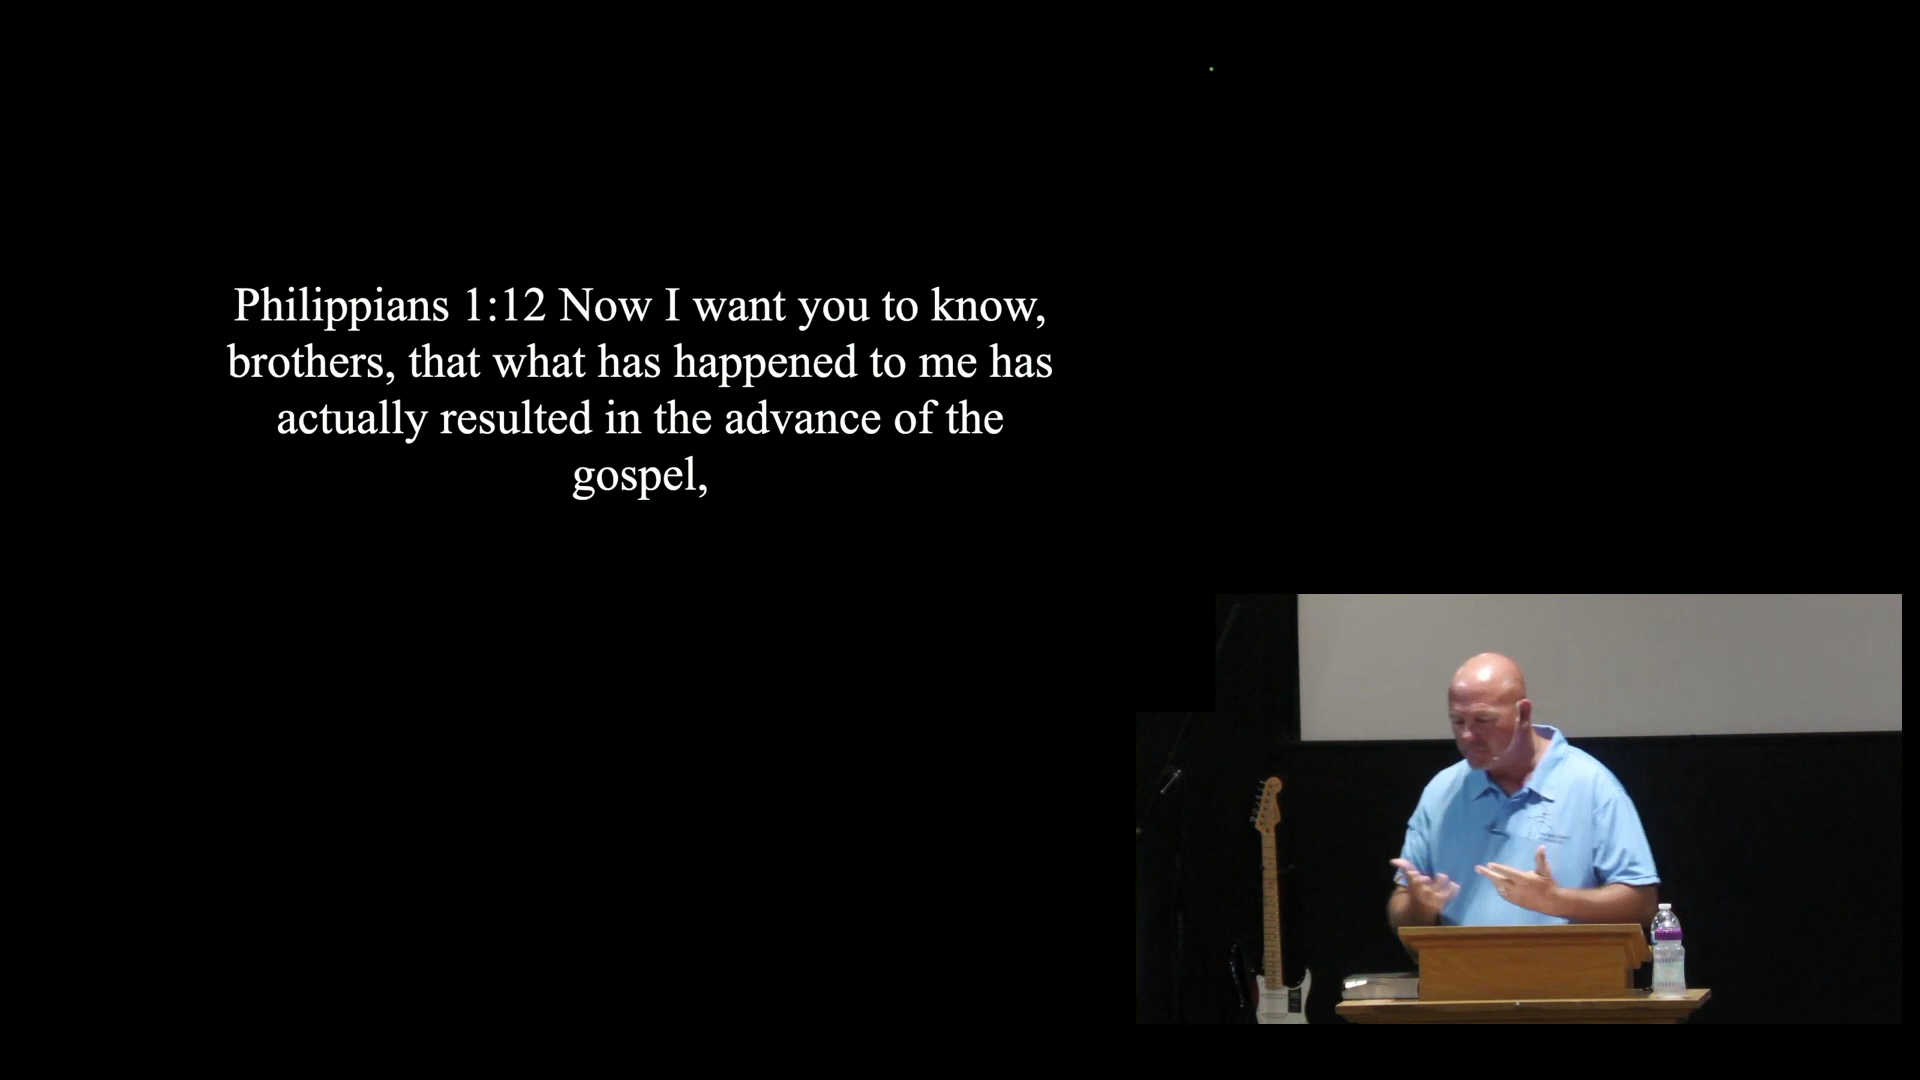 Philippians 1:12 Now I want you to know,
brothers, that what has happened to me has
actually resulted in the advance of the
gospel,